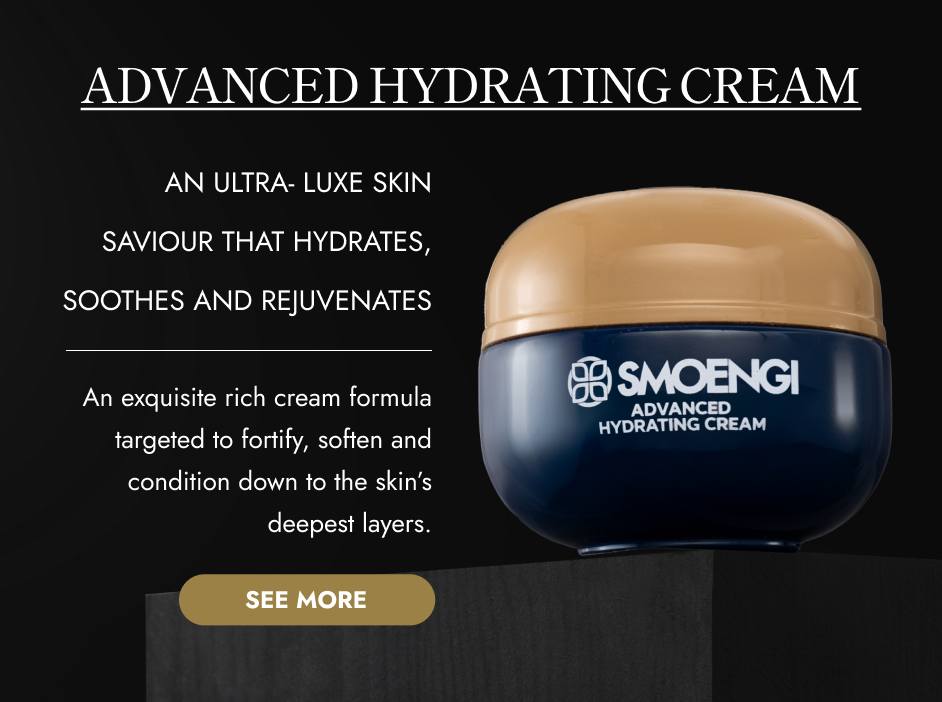 ADVANCED HYDRATING CREAM
AN ULTRA- LUXE SKIN
SAVIOUR THAT HYDRATES,
SOOTHES AND REJUVENATES
An exquisite rich cream formula
targeted to fortify, soften and
condition down to the skin’s
deepest layers.
SEE MORE
SMOENGI
ADVANCED
HYDRATING CREAM